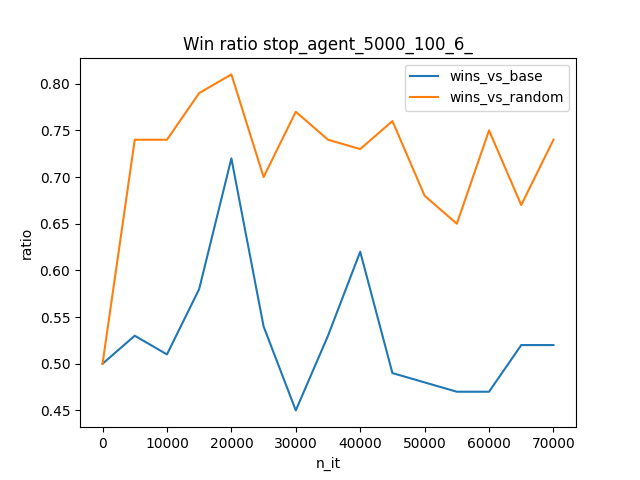 Win ratio stop_agent_5000_100_6_
wins_vs_base
wins_vs_random
ratio
0.80
0.75
0.70
0.65
0.60
0.55
0.50
0.45
0 10000 20000 30000 40000 50000 60000 70000
n_it